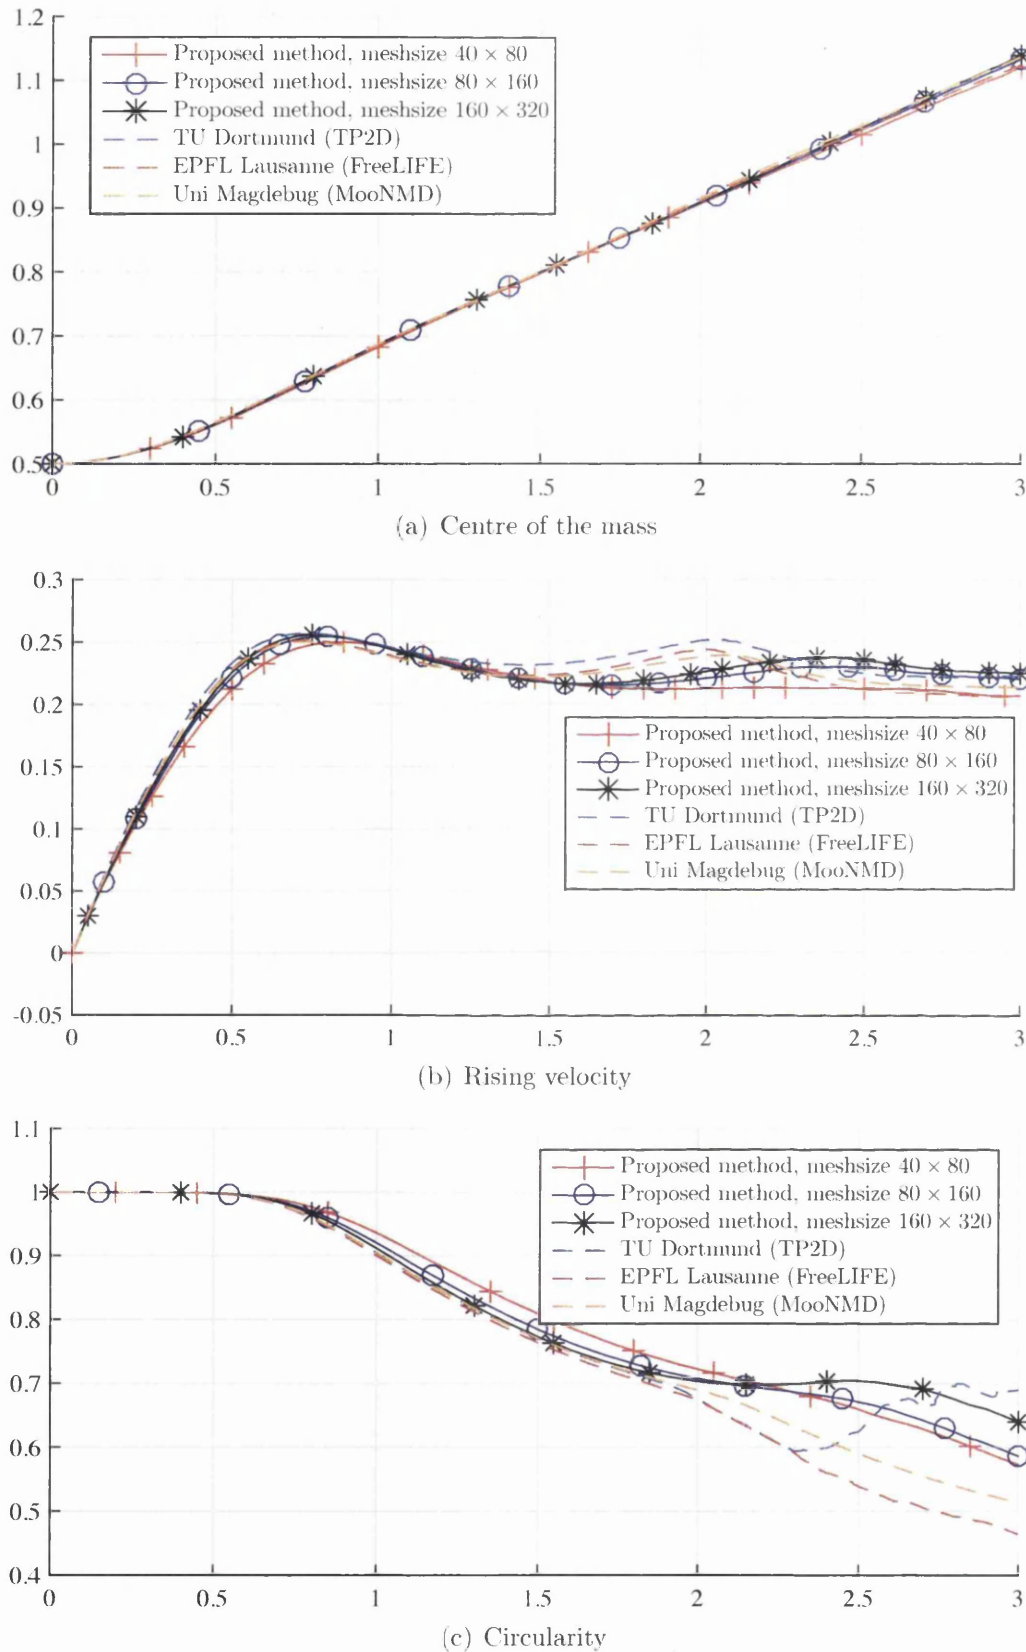 1.2
1.1
1
0.9
0.8
0.7
0.6
0.5
Proposed method, meshsize 40 × 80
Proposed method, meshsize 80 × 160
Proposed method, meshsize 160 × 320
TU Dortmund (TP2D)
EPFL Lausanne (FreeLIFE)
Uni Magdebug (MooNMD)
0 0.5 1 1.5 2 2.5 3
(a) Centre of the mass
0.3
0.25
0.2
0.15
0.1
0.05
0
-0.05
Proposed method, meshsize 40 × 80
Proposed method, meshsize 80 × 160
Proposed method, meshsize 160 × 320
TU Dortmund (TP2D)
EPFL Lausanne (FreeLIFE)
Uni Magdebug (MooNMD)
0 0.5 1 1.5 2 2.5 3
(b) Rising velocity
1.1
1
0.9
0.8
0.7
0.6
0.5
0.4
Proposed method, meshsize 40 × 80
Proposed method, meshsize 80 × 160
Proposed method, meshsize 160 × 320
TU Dortmund (TP2D)
EPFL Lausanne (FreeLIFE)
Uni Magdebug (MooNMD)
0 0.5 1 1.5 2 2.5 3
(c) Circularity